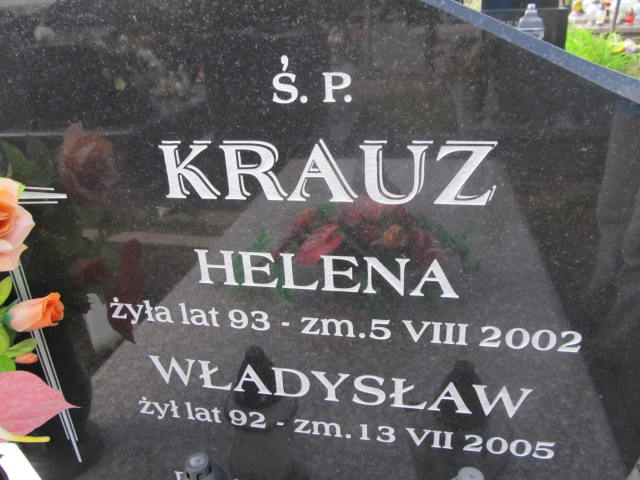 Ś. P.
KRAUZ
HELENA
żyła lat 93 - zm. 5 VIII 2002
WŁADYSŁAW
żył lat 92 - zm. 13 VII 2005